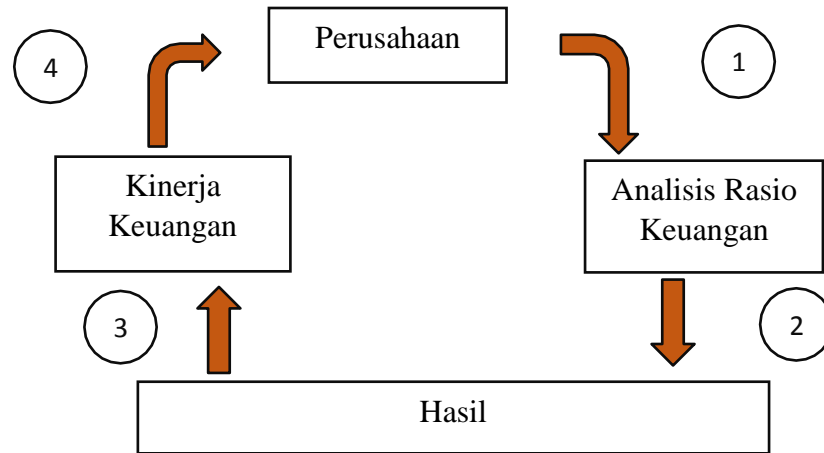 Perusahaan
4
1
Kinerja
Keuangan
Analisis Rasio
Keuangan
3
2
Hasil